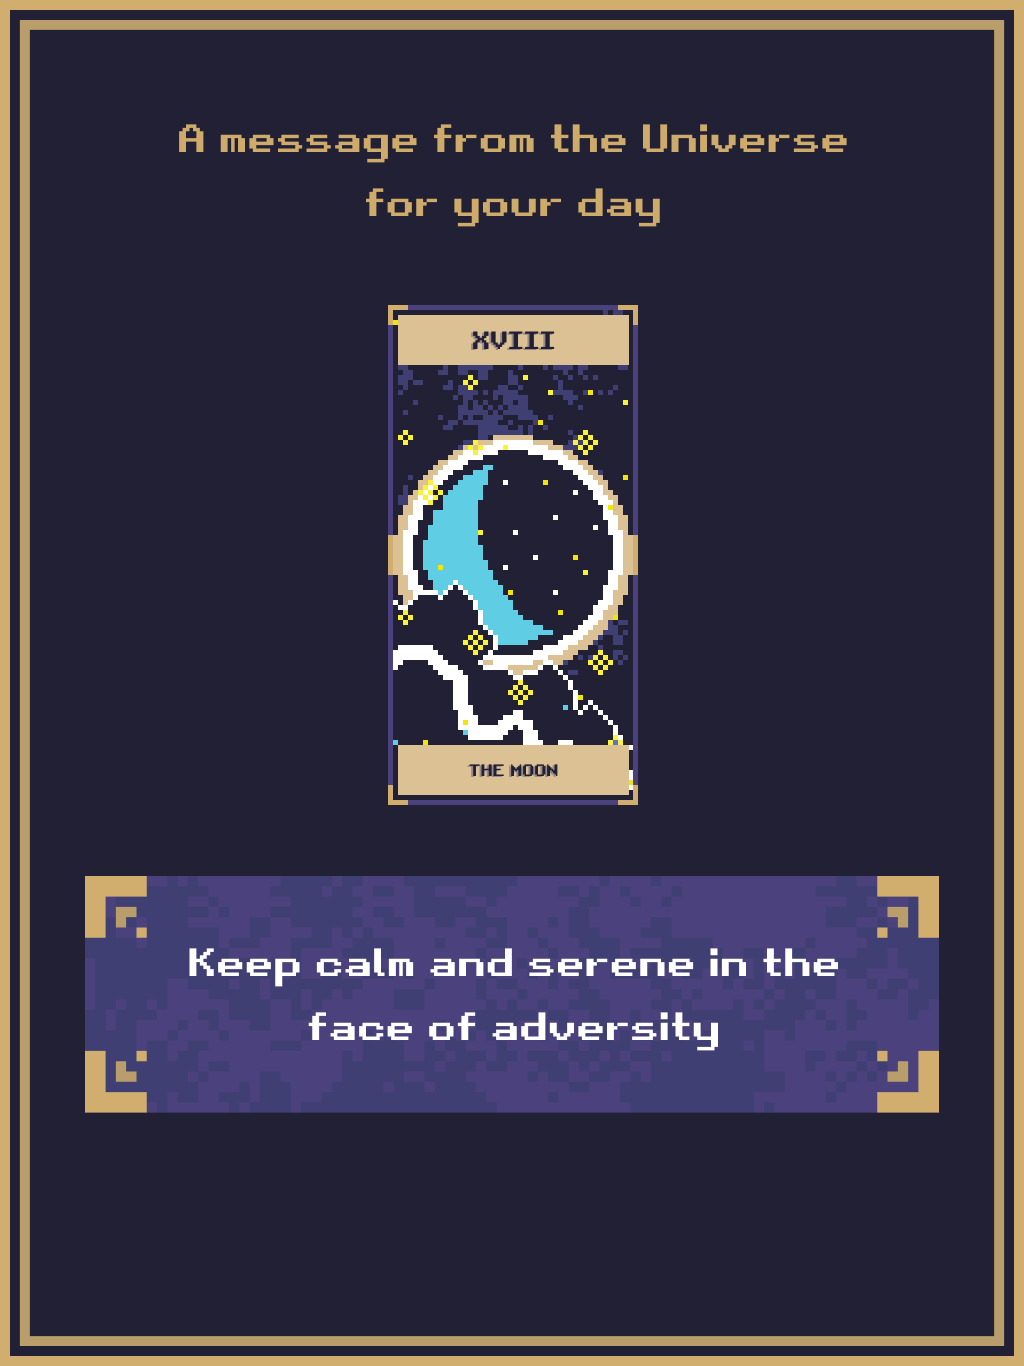 A message from the Universe
for your day
XVIII
THE MOON
Keep calm and serene in the
face of adversity